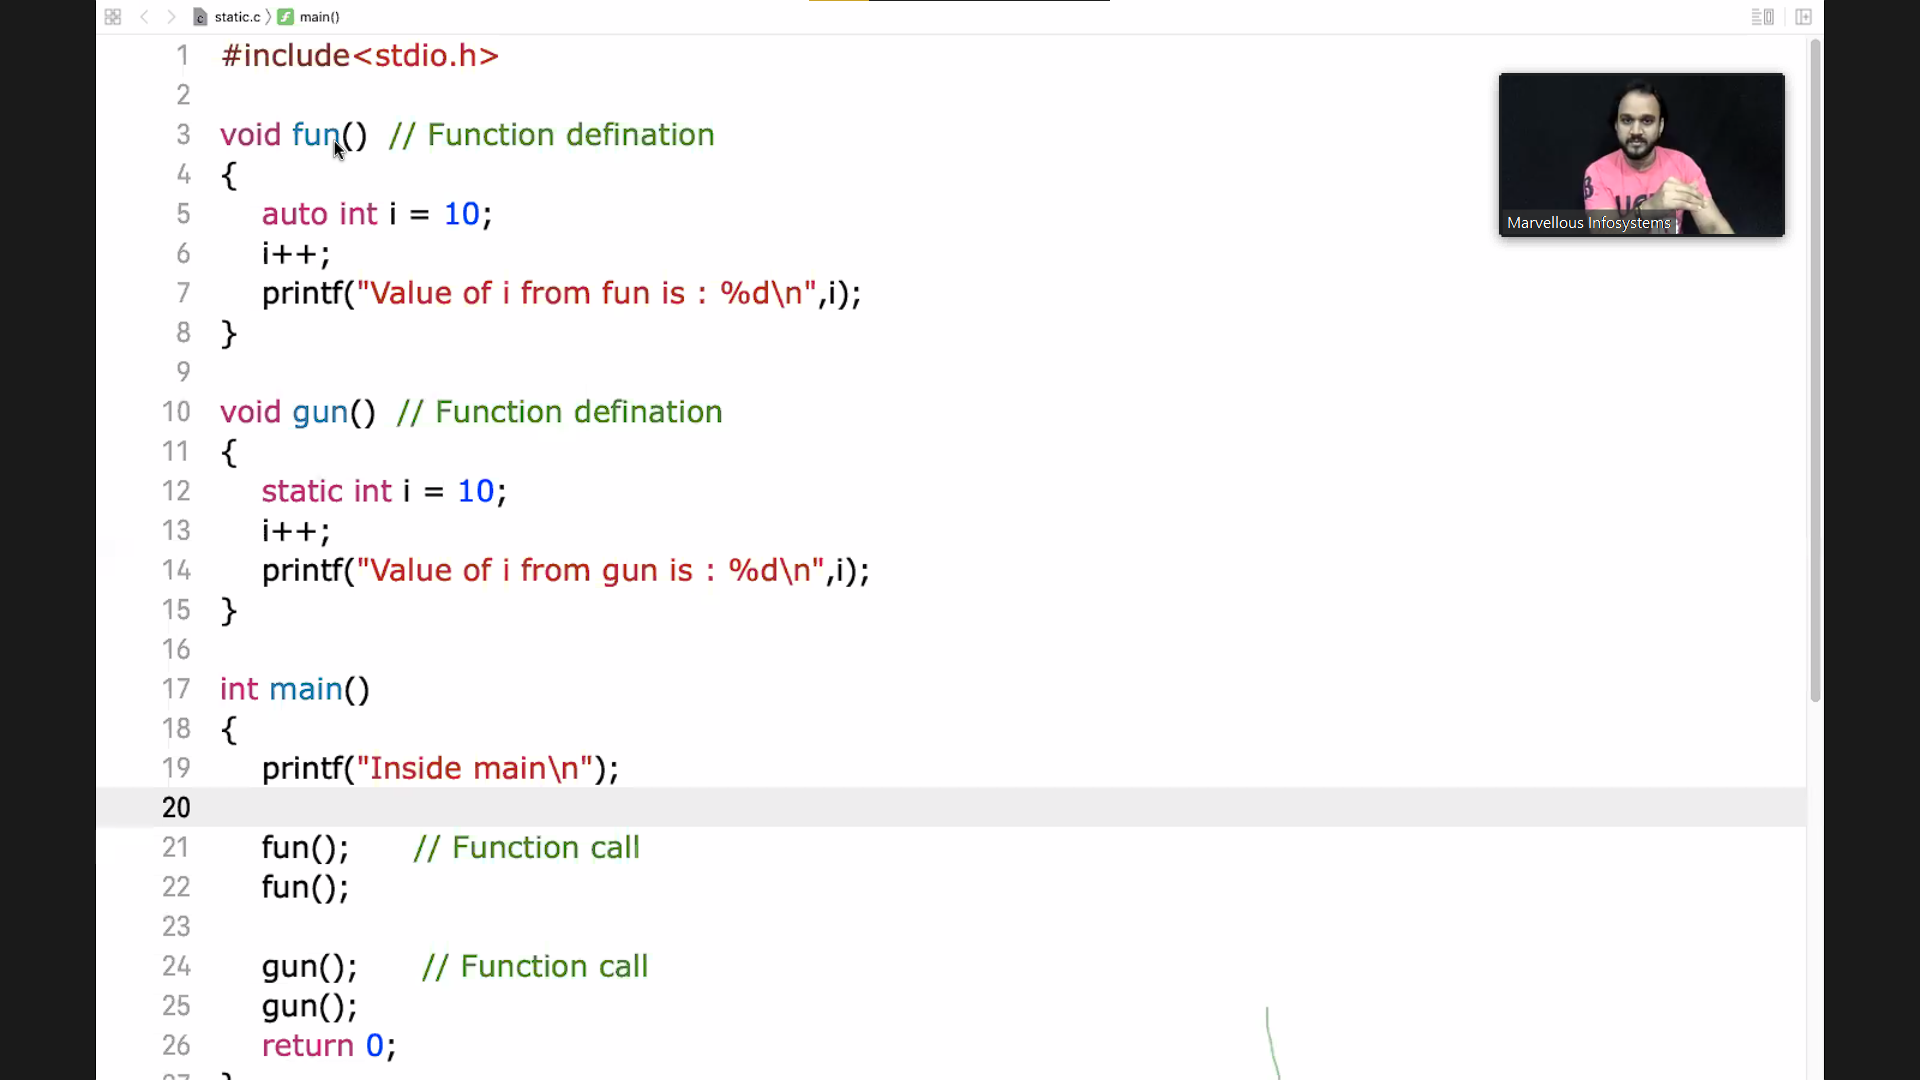 static.c 〉 main()
1 #include<stdio.h>
2
3 void fun() // Function defination
4 {
5 auto int i = 10;
6 i++;
7 printf("Value of i from fun is : %d\n",i);
8 }
9
10 void gun() // Function defination
11 {
12 static int i = 10;
13 i++;
14 printf("Value of i from gun is : %d\n",i);
15 }
16
17 int main()
18 {
19 printf("Inside main\n");
20
21 fun(); // Function call
22 fun();
23
24 gun(); // Function call
25 gun();
26 return 0;
27 }
Marvellous Infosystems